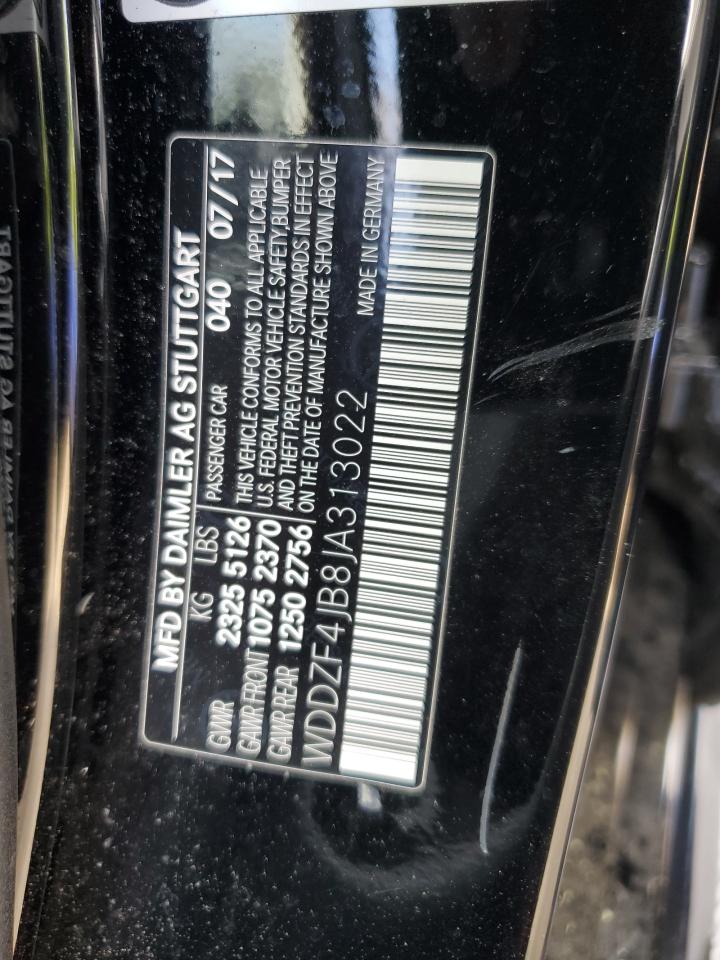 MFD BY DAIMLER AG STUTTGART
KG LBS
GWR 2325 5126
GAWR FRONT 1075 2370
GAWR REAR 1250 2756
PASSENGER CAR 040 07/17
THIS VEHICLE CONFORMS TO ALL APPLICABLE
U.S. FEDERAL MOTOR VEHICLE SAFETY, BUMPER
AND THEFT PREVENTION STANDARDS IN EFFECT
ON THE DATE OF MANUFACTURE SHOWN ABOVE
WDDZF4JB8JA313022
MADE IN GERMANY